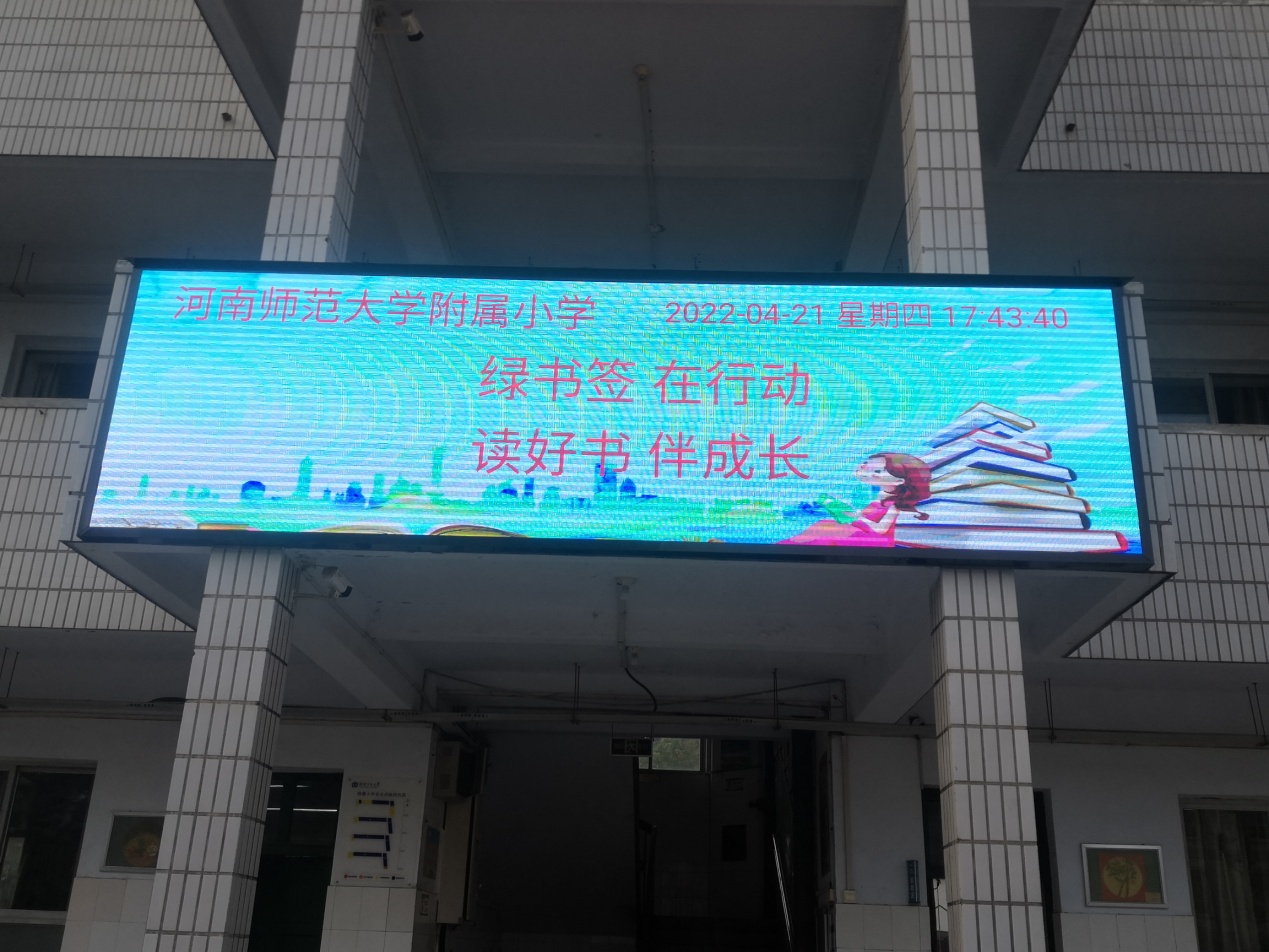 河南师范大学附属小学 2022-04-21 星期四 17:43:40
绿书签 在行动
读好书 伴成长